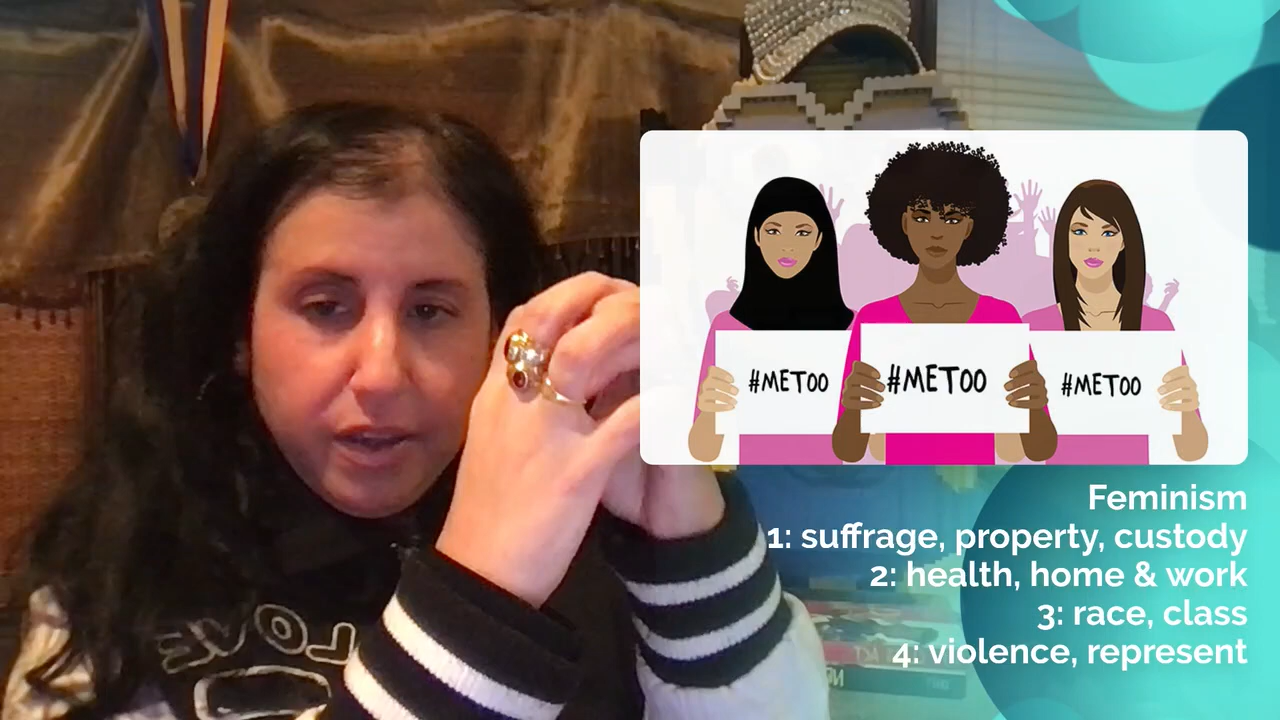 #METOO
#METOO
#METOO
Feminism
1: suffrage, property, custody
2: health, home & work
3: race, class
4: violence, represent